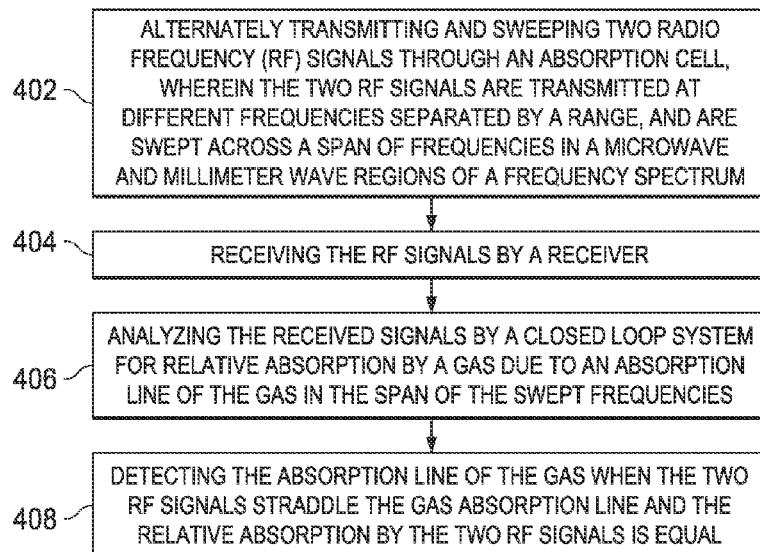 402
ALTERNATELY TRANSMITTING AND SWEEPING TWO RADIO
FREQUENCY (RF) SIGNALS THROUGH AN ABSORPTION CELL,
WHEREIN THE TWO RF SIGNALS ARE TRANSMITTED AT
DIFFERENT FREQUENCIES SEPARATED BY A RANGE, AND ARE
SWEPT ACROSS A SPAN OF FREQUENCIES IN A MICROWAVE
AND MILLIMETER WAVE REGIONS OF A FREQUENCY SPECTRUM
404
RECEIVING THE RF SIGNALS BY A RECEIVER
406
ANALYZING THE RECEIVED SIGNALS BY A CLOSED LOOP SYSTEM
FOR RELATIVE ABSORPTION BY A GAS DUE TO AN ABSORPTION
LINE OF THE GAS IN THE SPAN OF THE SWEPT FREQUENCIES
408
DETECTING THE ABSORPTION LINE OF THE GAS WHEN THE TWO
RF SIGNALS STRADDLE THE GAS ABSORPTION LINE AND THE
RELATIVE ABSORPTION BY THE TWO RF SIGNALS IS EQUAL